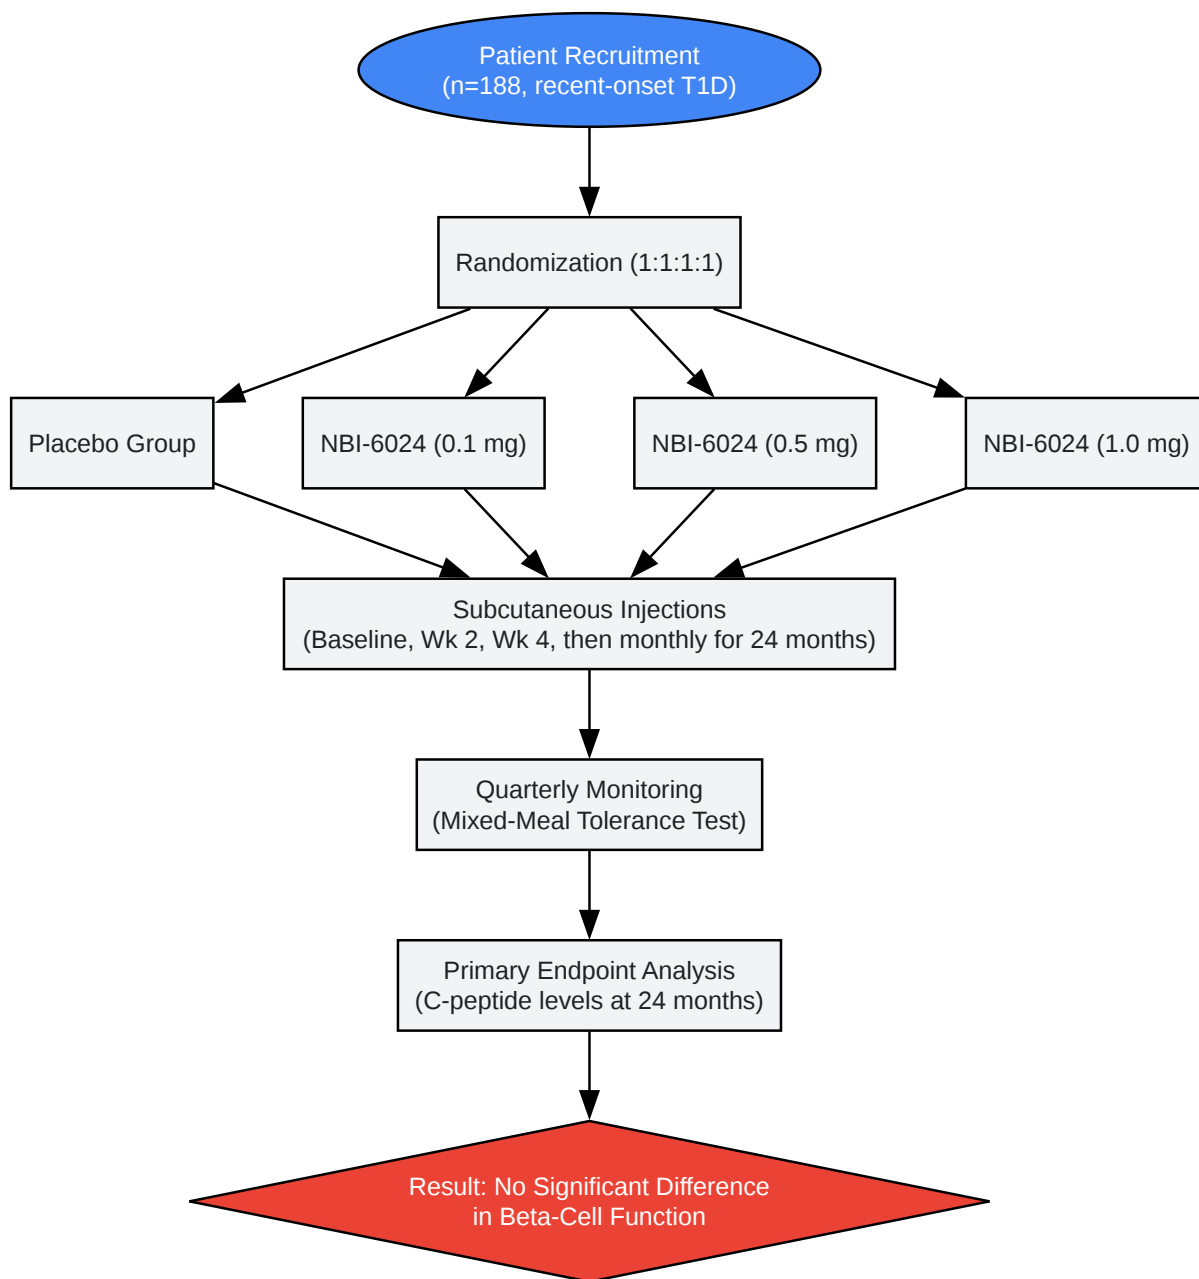 Patient Recruitment
(n=188, recent-onset T1D)
Randomization (1:1:1:1)
Placebo Group
NBI-6024 (0.1 mg)
NBI-6024 (0.5 mg)
NBI-6024 (1.0 mg)
Subcutaneous Injections
(Baseline, Wk 2, Wk 4, then monthly for 24 months)
Quarterly Monitoring
(Mixed-Meal Tolerance Test)
Primary Endpoint Analysis
(C-peptide levels at 24 months)
Result: No Significant Difference
in Beta-Cell Function